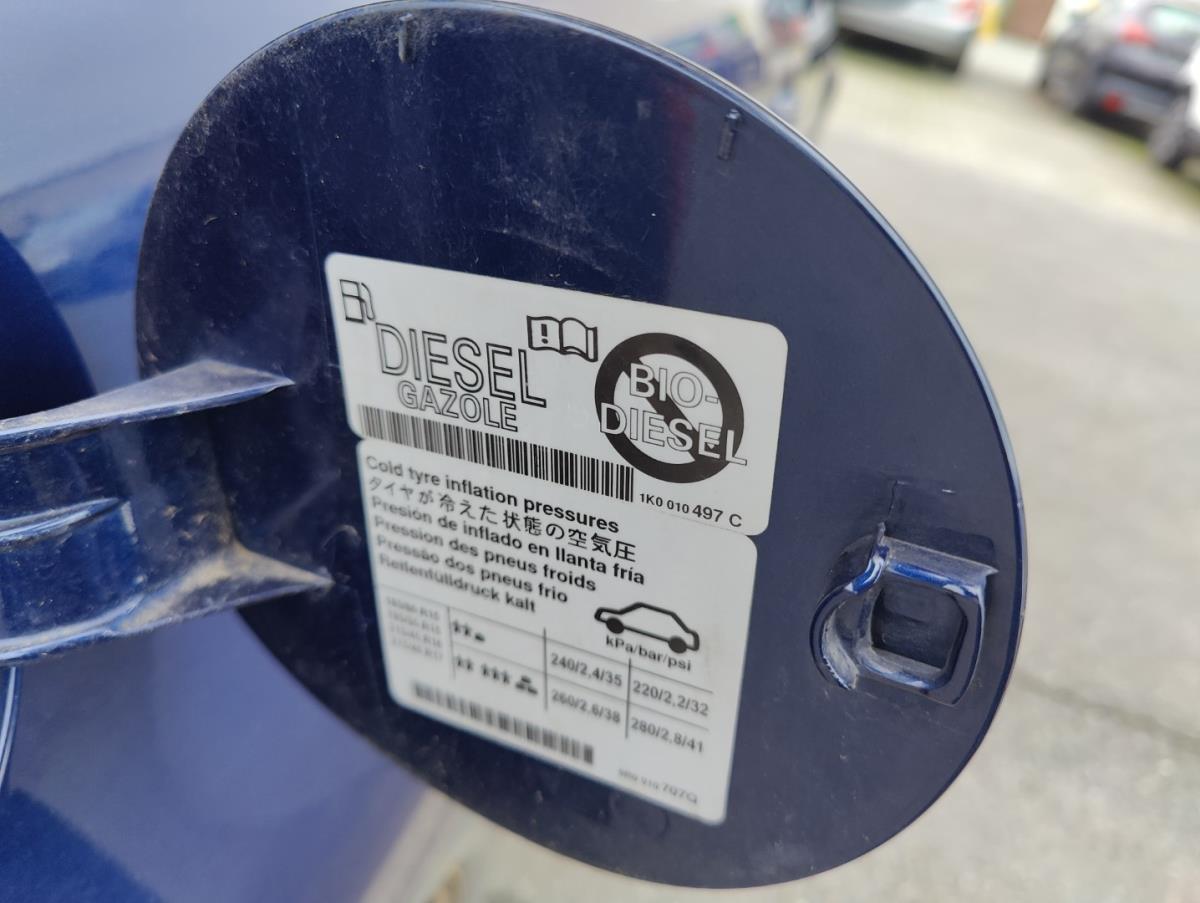 DIESEL
GAZOLE
BIO-
DIESEL
1K0 010 497 C
Cold tyre inflation pressures
タイヤが冷えた状態の空気圧
Presión de inflado en llanta fría
Pression des pneus froids
Pressão dos pneus frio
Reifenfülldruck kalt
kPa/bar/psi
240/2,4/35 220/2,2/32
260/2,6/38 280/2,8/41
707Q